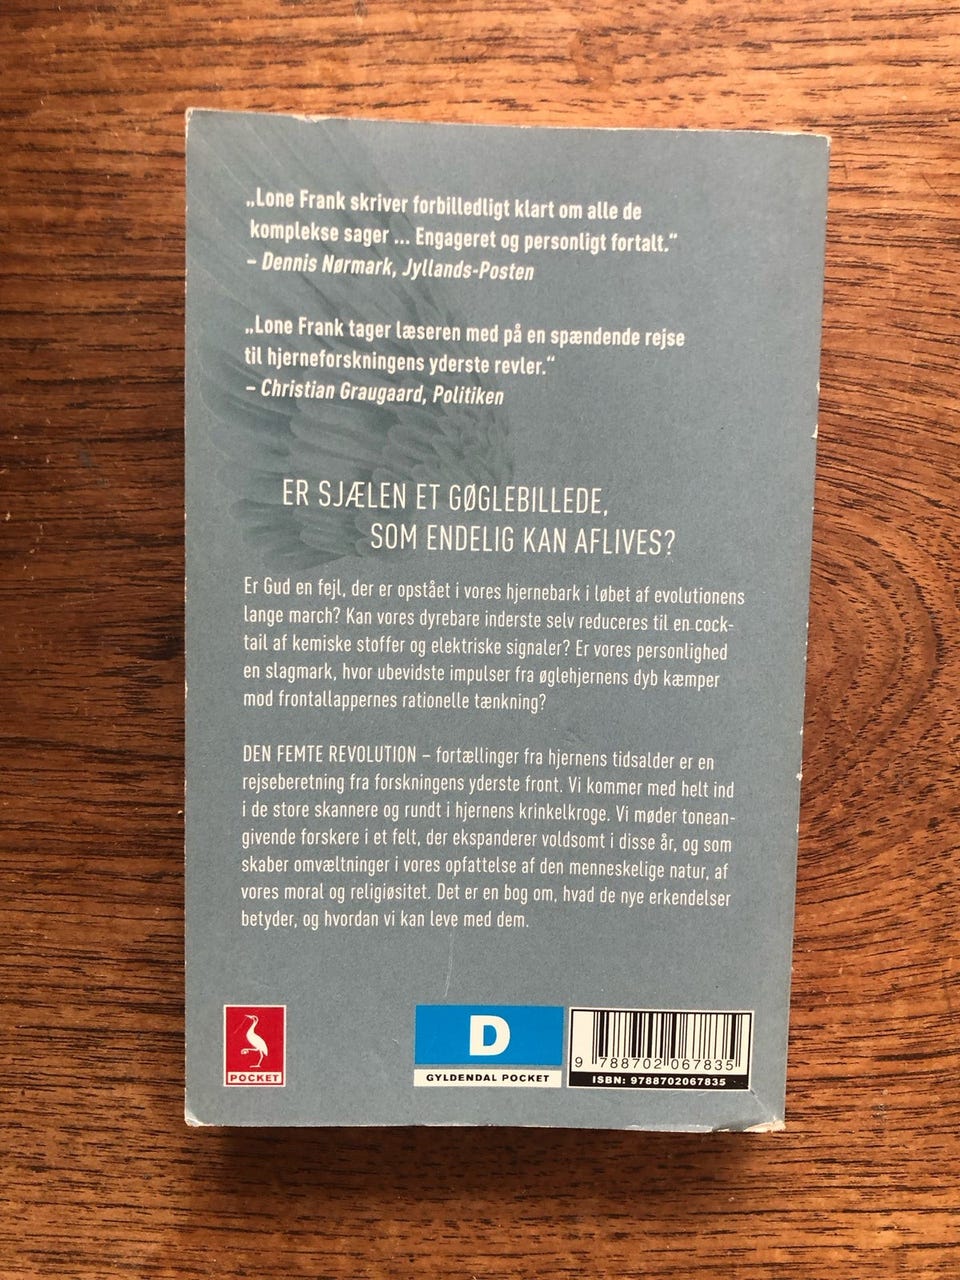 „Lone Frank skriver forbilledligt klart om alle de
komplekse sager ... Engageret og personligt fortalt.“
– Dennis Nørmark, Jyllands-Posten
„Lone Frank tager læseren med på en spændende rejse
til hjerneforskningens yderste revler.“
– Christian Graugaard, Politiken
ER SJÆLEN ET GØGLEBILLEDE,
SOM ENDELIG KAN AFLIVES?
Er Gud en fejl, der er opstået i vores hjernebark i løbet af evolutionens
lange march? Kan vores dyrebare inderste selv reduceres til en cock-
tail af kemiske stoffer og elektriske signaler? Er vores personlighed
en slagmark, hvor ubevidste impulser fra øglehjernens dyb kæmper
mod frontallappernes rationelle tænkning?
DEN FEMTE REVOLUTION – fortællinger fra hjernens tidsalder er en
rejseberetning fra forskningens yderste front. Vi kommer med helt ind
i de store skannere og rundt i hjernens krinkelkroge. Vi møder tonean-
givende forskere i et felt, der ekspanderer voldsomt i disse år, og som
skaber omvæltninger i vores opfattelse af den menneskelige natur, af
vores moral og religiøsitet. Det er en bog om, hvad de nye erkendelser
betyder, og hvordan vi kan leve med dem.
POCKET
D
GYLDENDAL POCKET
9 788702 067835
ISBN: 9788702067835